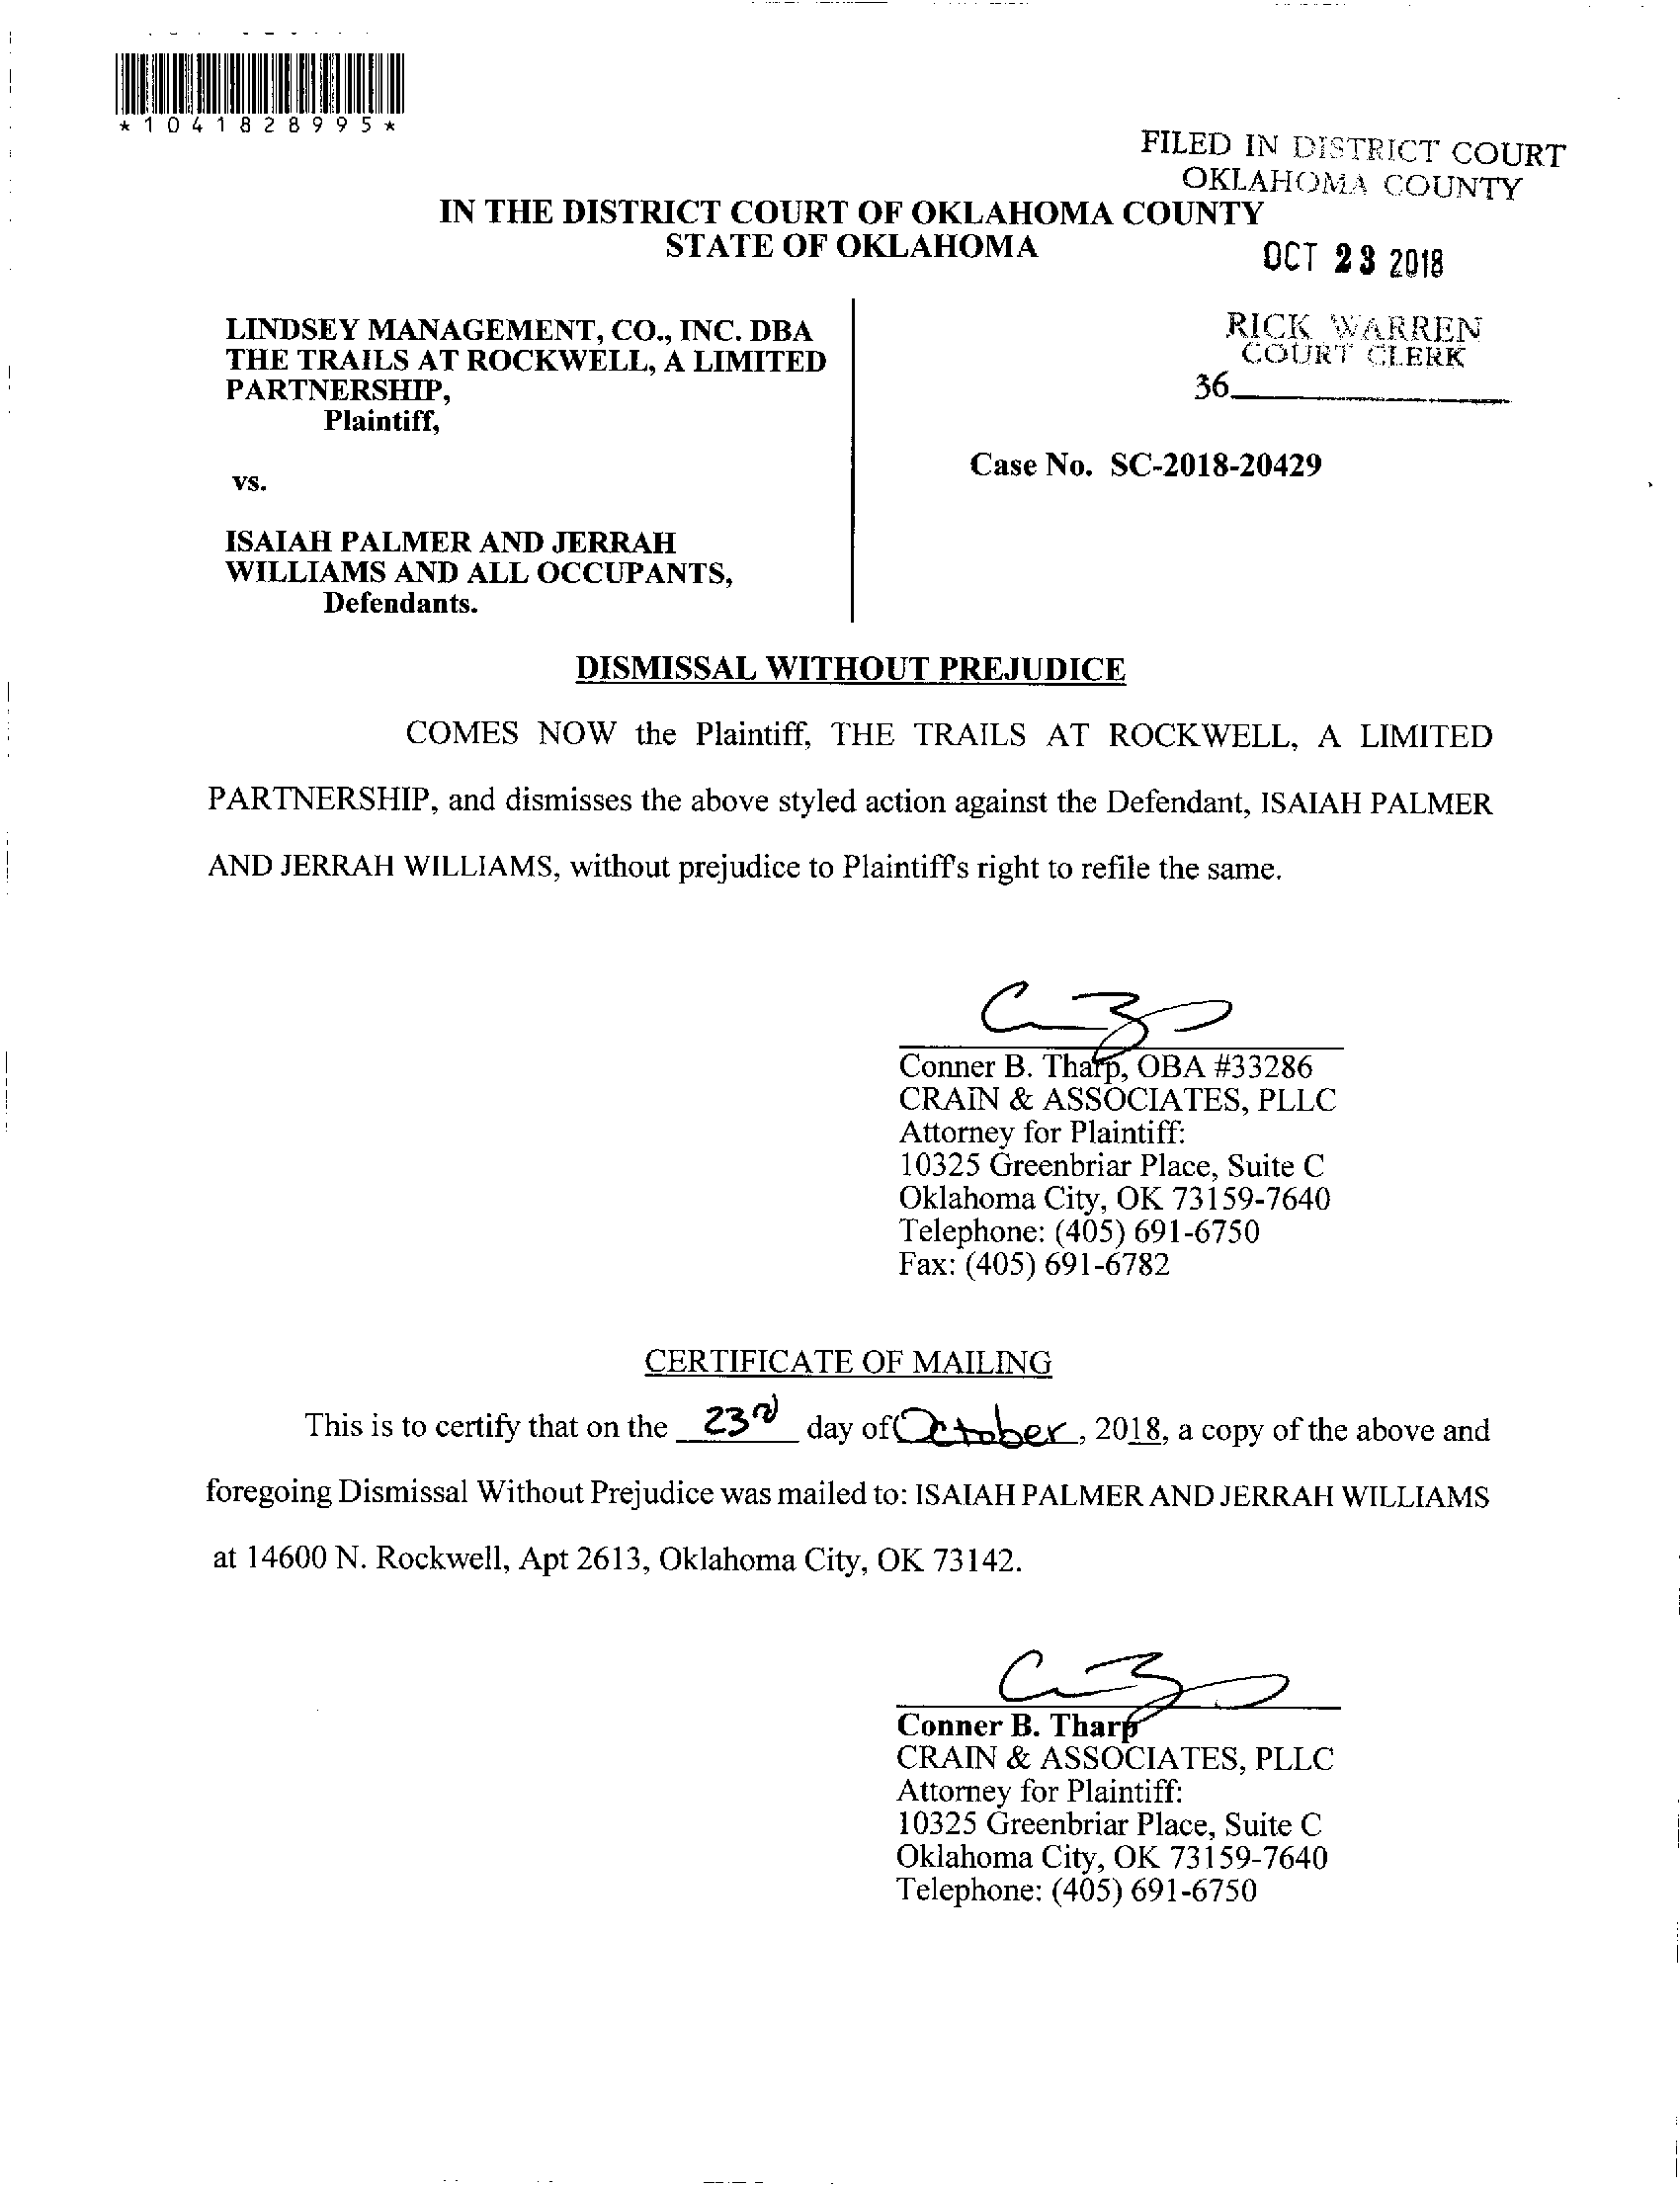 *1041828995*
FILED IN DISTRICT COURT
OKLAHOMA COUNTY
IN THE DISTRICT COURT OF OKLAHOMA COUNTY
STATE OF OKLAHOMA
OCT 23 2018
RICK WARREN
COURT CLERK
36
LINDSEY MANAGEMENT, CO., INC. DBA
THE TRAILS AT ROCKWELL, A LIMITED
PARTNERSHIP,
Plaintiff,
vs.
Case No. SC-2018-20429
ISAIAH PALMER AND JERRAH
WILLIAMS AND ALL OCCUPANTS,
Defendants.
DISMISSAL WITHOUT PREJUDICE
COMES NOW the Plaintiff, THE TRAILS AT ROCKWELL, A LIMITED
PARTNERSHIP, and dismisses the above styled action against the Defendant, ISAIAH PALMER
AND JERRAH WILLIAMS, without prejudice to Plaintiff's right to refile the same.
Conner B. Tharp, OBA #33286
CRAIN & ASSOCIATES, PLLC
Attorney for Plaintiff:
10325 Greenbriar Place, Suite C
Oklahoma City, OK 73159-7640
Telephone: (405) 691-6750
Fax: (405) 691-6782
CERTIFICATE OF MAILING
This is to certify that on the 23rd day of October, 2018, a copy of the above and
foregoing Dismissal Without Prejudice was mailed to: ISAIAH PALMER AND JERRAH WILLIAMS
at 14600 N. Rockwell, Apt 2613, Oklahoma City, OK 73142.
Conner B. Tharp
CRAIN & ASSOCIATES, PLLC
Attorney for Plaintiff:
10325 Greenbriar Place, Suite C
Oklahoma City, OK 73159-7640
Telephone: (405) 691-6750